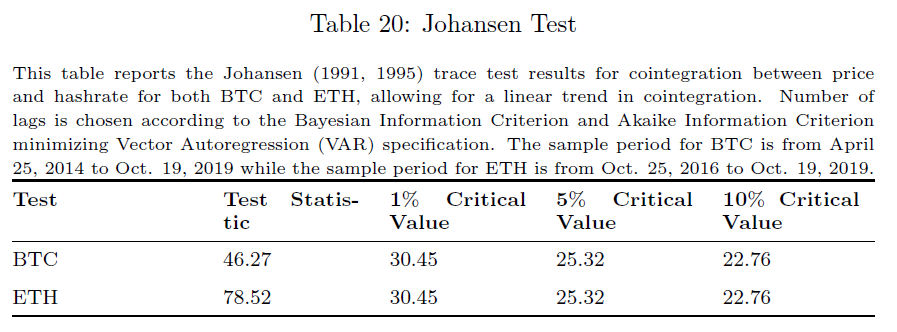 Table 20: Johansen Test
This table reports the Johansen (1991, 1995) trace test results for cointegration between price
and hashrate for both BTC and ETH, allowing for a linear trend in cointegration. Number of
lags is chosen according to the Bayesian Information Criterion and Akaike Information Criterion
minimizing Vector Autoregression (VAR) specification. The sample period for BTC is from April
25, 2014 to Oct. 19, 2019 while the sample period for ETH is from Oct. 25, 2016 to Oct. 19, 2019.
Test Test Statis- 1% Critical 5% Critical 10% Critical
tic Value Value Value
BTC 46.27 30.45 25.32 22.76
ETH 78.52 30.45 25.32 22.76